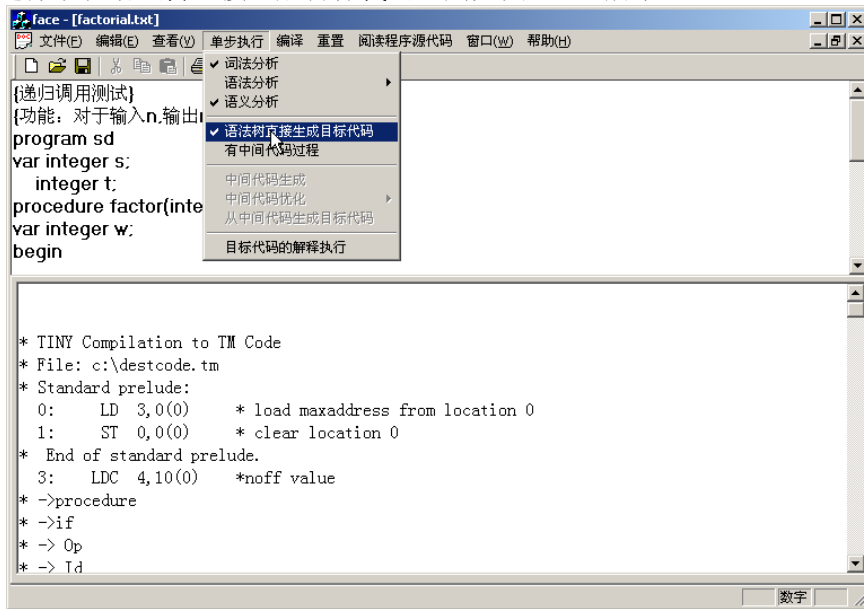 face - [factorial.txt]
文件(F) 编辑(E) 查看(V) 单步执行 编译 重置 阅读程序源代码 窗口(W) 帮助(H)
词法分析
语法分析
语义分析
语法树直接生成目标代码
有中间代码过程
中间代码生成
中间代码优化
从中间代码生成目标代码
目标代码的解释执行
{递归调用测试}
{功能：对于输入n,输出
program sd
var integer s;
integer t;
procedure factor(inte
var integer w;
begin
* TINY Compilation to TM Code
* File: c:\destcode.tm
* Standard prelude:
0: LD 3,0(0) * load maxaddress from location 0
1: ST 0,0(0) * clear location 0
* End of standard prelude.
3: LDC 4,10(0) *noff value
* ->procedure
* ->if
* -> Op
* -> Id
数字